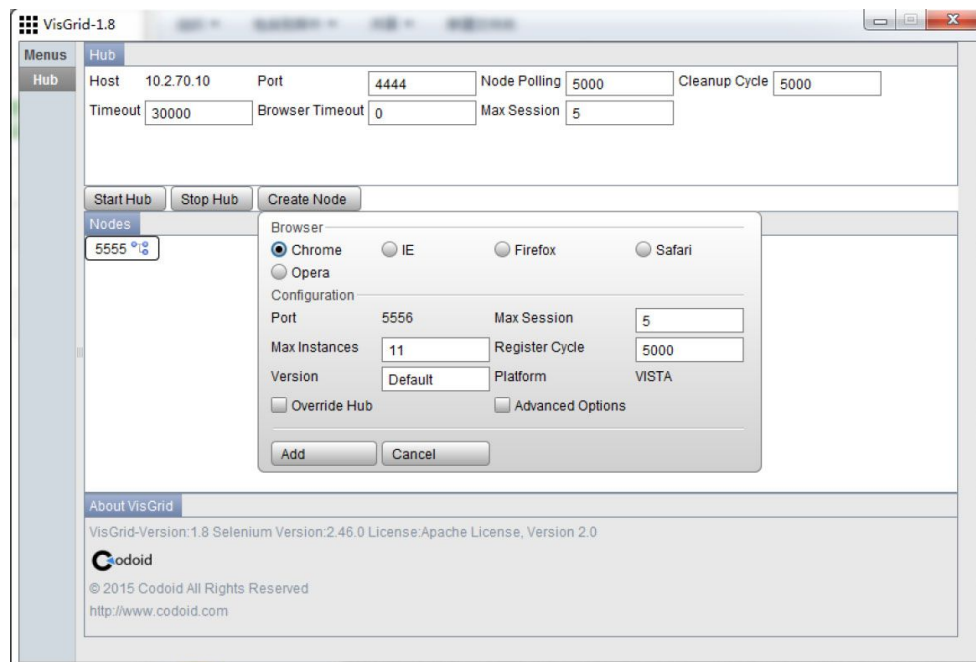 VisGrid-1.8
Menus
Hub
Hub
Host 10.2.70.10 Port 4444 Node Polling 5000 Cleanup Cycle 5000
Timeout 30000 Browser Timeout 0 Max Session 5
Start Hub Stop Hub Create Node
Nodes
5555
Browser
Chrome IE Firefox Safari
Opera
Configuration
Port 5556 Max Session 5
Max Instances 11 Register Cycle 5000
Version Default Platform VISTA
Override Hub Advanced Options
Add Cancel
About VisGrid
VisGrid-Version:1.8 Selenium Version:2.46.0 License:Apache License, Version 2.0
Codoid
© 2015 Codoid All Rights Reserved
http://www.codoid.com